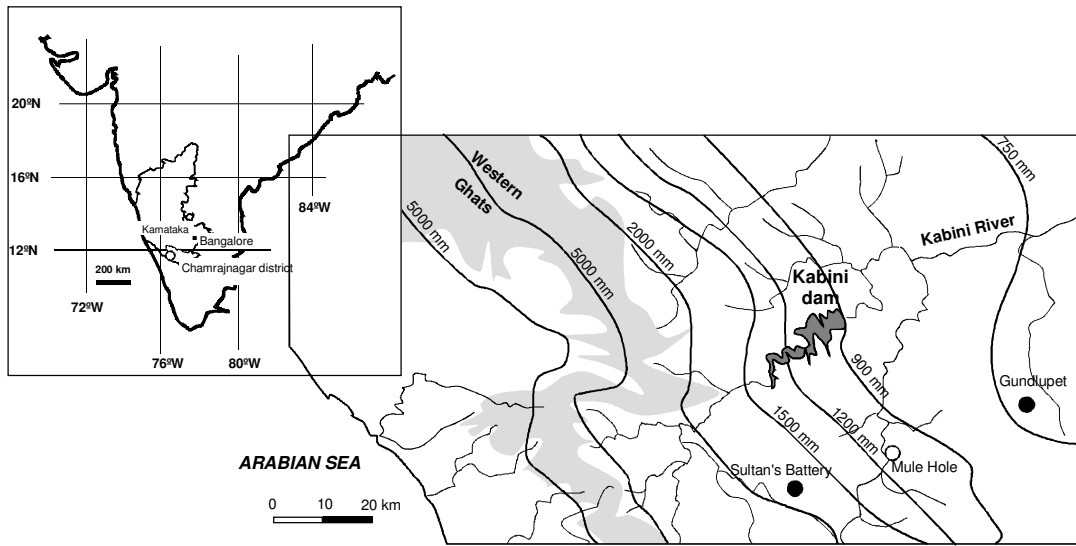 20ºN
16ºN
12ºN
Karnataka
Bangalore
Chamrajnagar district
200 km
72ºW
76ºW
80ºW
84ºW
Western
Ghats
5000 mm
5000 mm
2000 mm
1500 mm
1200 mm
900 mm
750 mm
Kabini River
Kabini
dam
Gundlupet
Mule Hole
Sultan's Battery
ARABIAN SEA
0 10 20 km